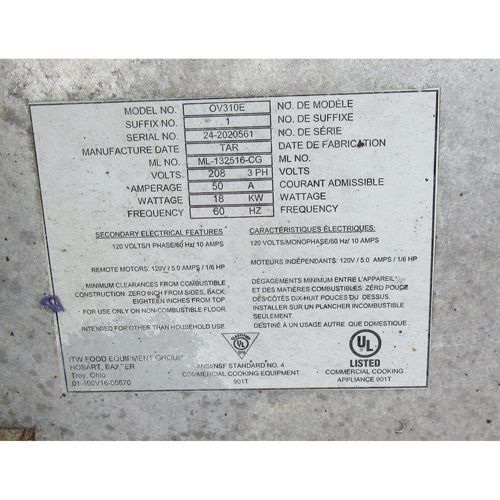 MODEL NO. OV310E NO. DE MODÈLE
SUFFIX NO. 1 NO. DE SUFFIXE
SERIAL NO. 24-2020561 NO. DE SÉRIE
MANUFACTURE DATE TAR DATE DE FABRICATION
ML NO. ML-132516-CG ML NO.
VOLTS 208 3 PH VOLTS
AMPERAGE 50 A COURANT ADMISSIBLE
WATTAGE 18 KW WATTAGE
FREQUENCY 60 HZ FREQUENCY
SECONDARY ELECTRICAL FEATURES
120 VOLTS/1 PHASE/60 Hz/ 10 AMPS
REMOTE MOTORS: 120V / 5.0 AMPS / 1/6 HP
MINIMUM CLEARANCES FROM COMBUSTIBLE
CONSTRUCTION: ZERO INCH FROM SIDES, BACK,
EIGHTEEN INCHES FROM TOP.
FOR USE ONLY ON NON-COMBUSTIBLE FLOOR.
INTENDED FOR OTHER THAN HOUSEHOLD USE
CARACTÉRISTIQUES ÉLECTRIQUES:
120 VOLTS/MONOPHASE/60 Hz/ 10 AMPS
MOTEURS INDÉPENDANTS: 120V / 5.0 AMPS / 1/6 HP
DÉGAGEMENTS MINIMUM ENTRE L'APPAREIL
ET DES MATIÈRES COMBUSTIBLES: ZÉRO POUCE
DES CÔTÉS DIX-HUIT POUCES DU DESSUS.
INSTALLER SUR UN PLANCHER INCOMBUSTIBLE
SEULEMENT.
DESTINÉ À UN USAGE AUTRE QUE DOMESTIQUE
ITW FOOD EQUIPMENT GROUP
HOBART, BAXTER
Troy, Ohio
01-100V16-00670
UL
EPH
ANSI/NSF STANDARD NO. 4
COMMERCIAL COOKING EQUIPMENT
901T
UL
LISTED
COMMERCIAL COOKING
APPLIANCE 901T